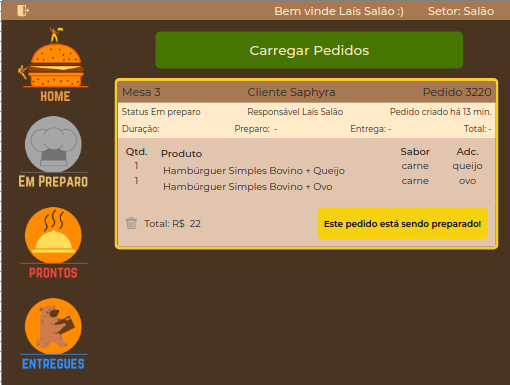 Bem vinde Laís Salão :) Setor: Salão
Carregar Pedidos
HOME
EM PREPARO
PRONTOS
ENTREGUES
Mesa 3 Cliente Saphyra Pedido 3220
Status Em preparo Responsável Laís Salão Pedido criado há 13 min.
Duração: Preparo: - Entrega: - Total: -
Qtd. Produto Sabor Adc.
1 Hambúrguer Simples Bovino + Queijo carne queijo
1 Hambúrguer Simples Bovino + Ovo carne ovo
Total: R$ 22 Este pedido está sendo preparado!